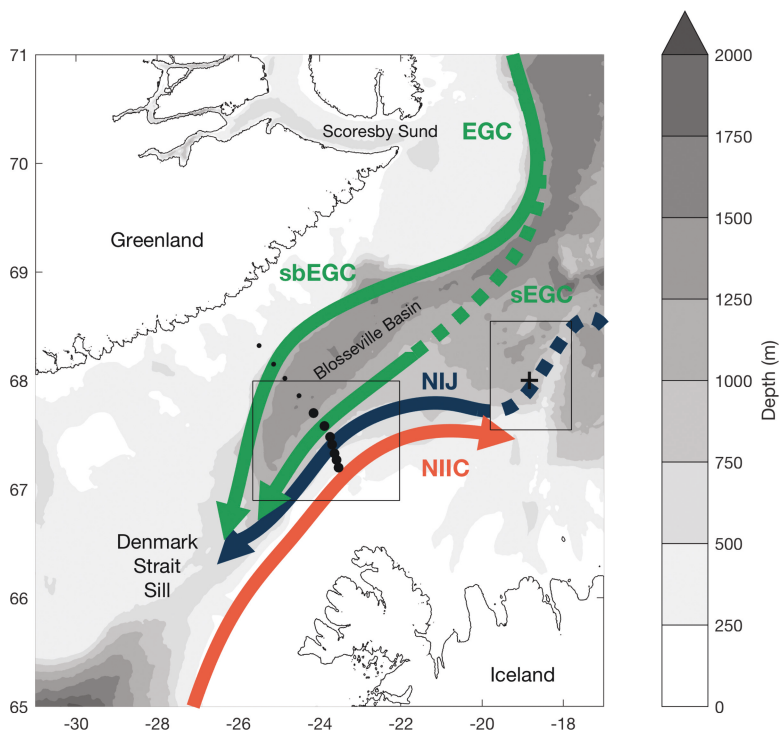 71
70
69
68
67
66
65
-30
-28
-26
-24
-22
-20
-18
Scoresby Sund
EGC
Greenland
sbEGC
sEGC
Blosseville Basin
NIJ
NIIC
Denmark
Strait
Sill
Iceland
2000
1750
1500
1250
1000
750
500
250
0
Depth (m)